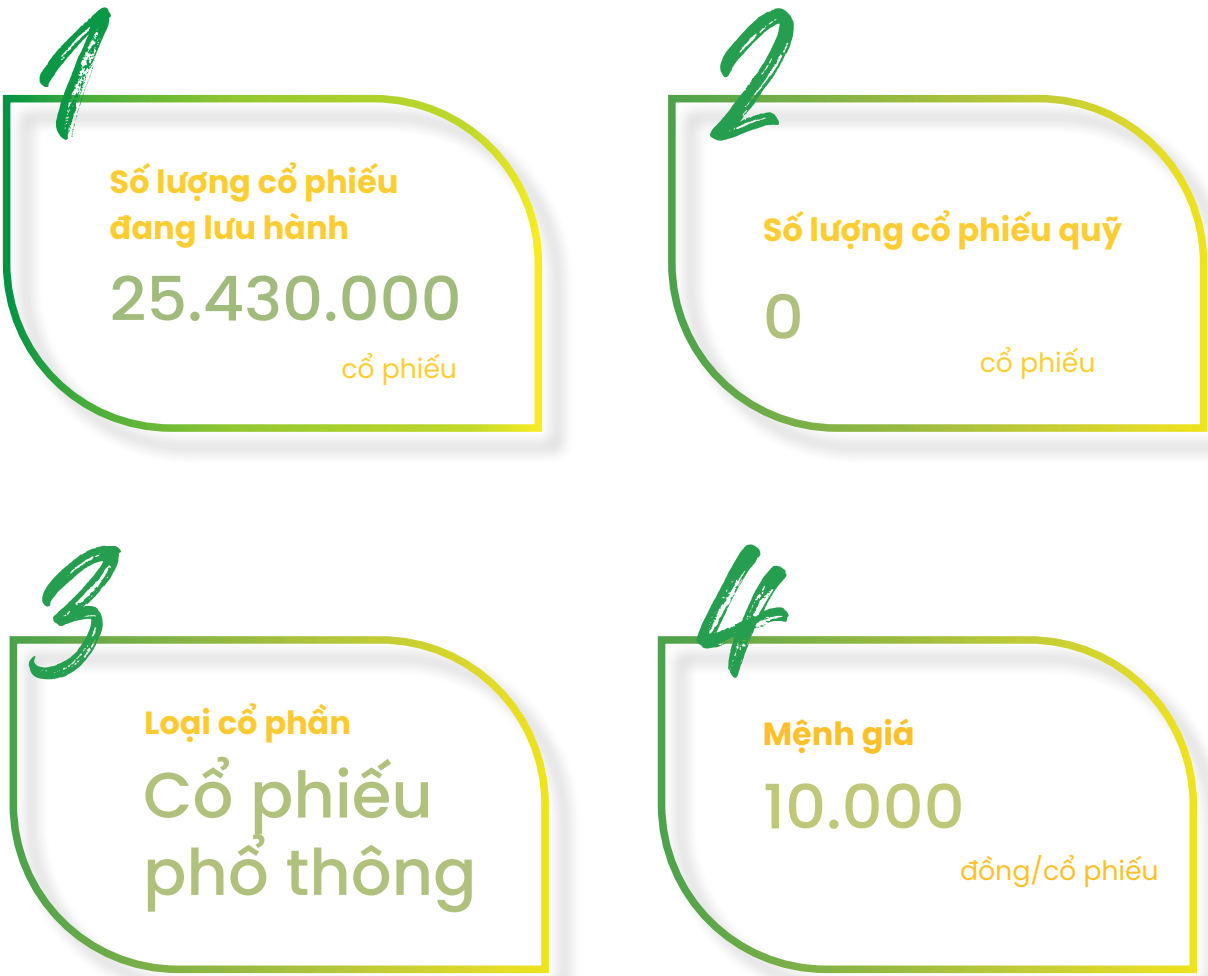 1
Số lượng cổ phiếu
đang lưu hành
25.430.000
cổ phiếu
2
Số lượng cổ phiếu quỹ
0
cổ phiếu
3
Loại cổ phần
Cổ phiếu
phổ thông
4
Mệnh giá
10.000
đồng/cổ phiếu